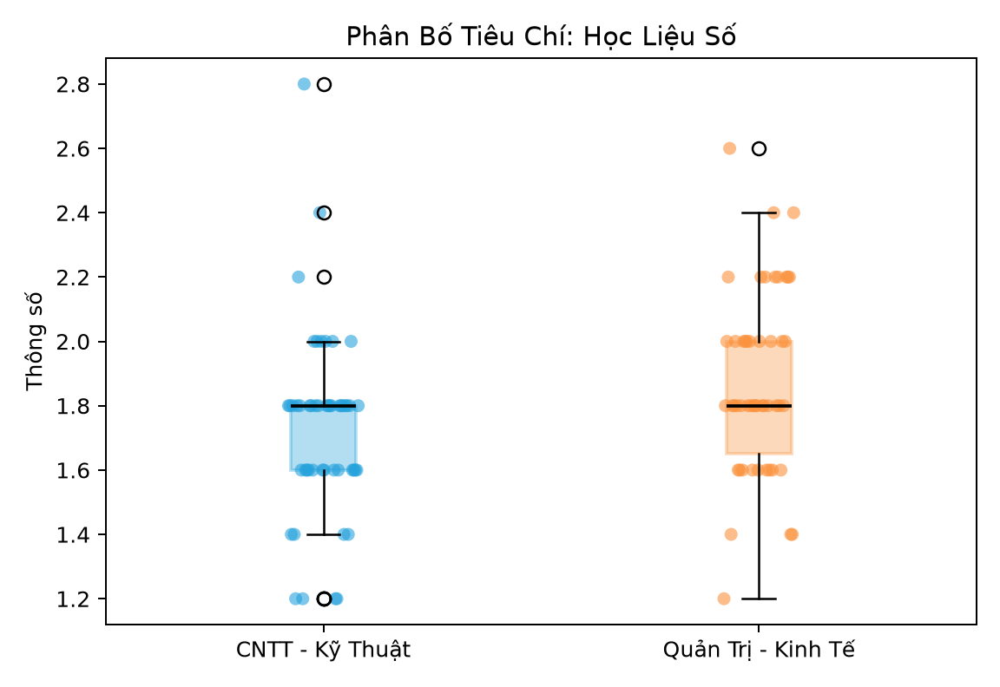 Phân Bố Tiêu Chí: Học Liệu Số
Thông số
2.8
2.6
2.4
2.2
2.0
1.8
1.6
1.4
1.2
CNTT - Kỹ Thuật
Quản Trị - Kinh Tế